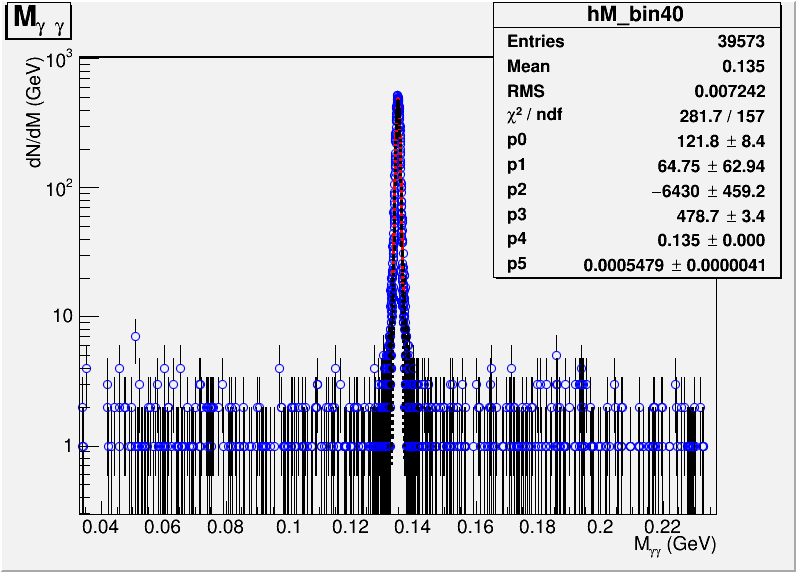 Mγ γ
hM_bin40
Entries 39573
Mean 0.135
RMS 0.007242
χ² / ndf 281.7 / 157
p0 121.8 ± 8.4
p1 64.75 ± 62.94
p2 −6430 ± 459.2
p3 478.7 ± 3.4
p4 0.135 ± 0.000
p5 0.0005479 ± 0.0000041
dN/dM (GeV)
10³
10²
10
1
0.04 0.06 0.08 0.1 0.12 0.14 0.16 0.18 0.2 0.22
Mγγ (GeV)